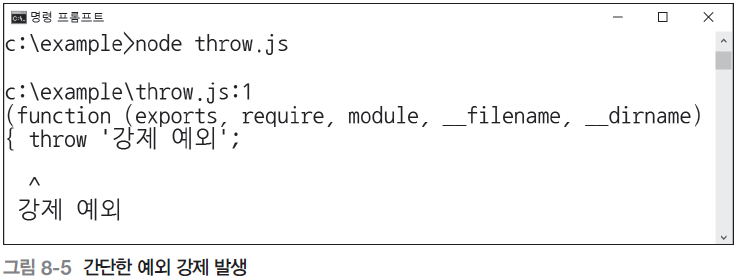 명령 프롬프트
c:\example>node throw.js
c:\example\throw.js:1
(function (exports, require, module, __filename, __dirname)
{ throw '강제 예외';
^
강제 예외
그림 8-5 간단한 예외 강제 발생